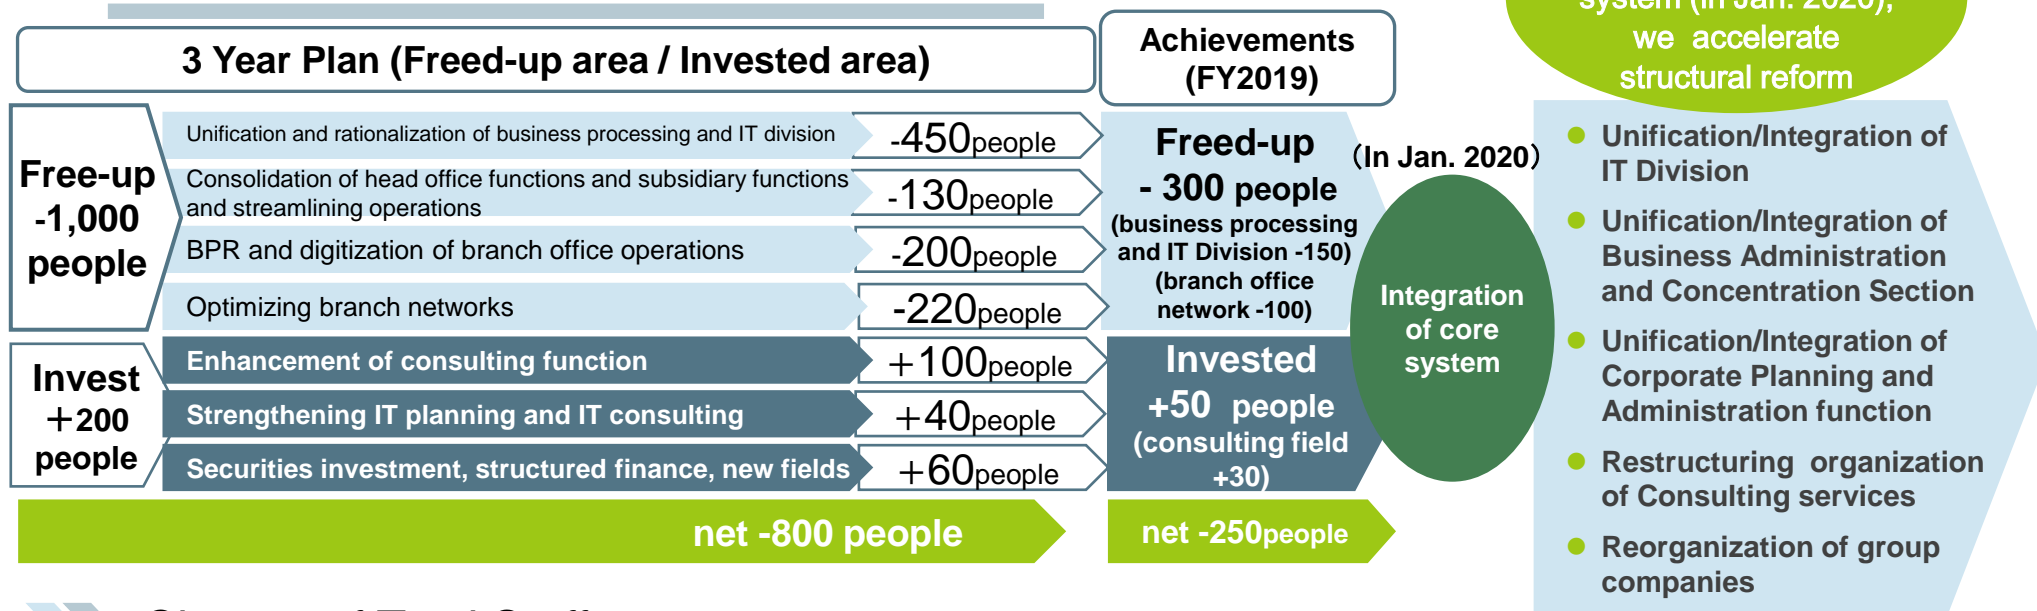 system (in Jan. 2020),
we accelerate
structural reform
3 Year Plan (Freed-up area / Invested area)
Achievements
(FY2019)
Free-up
-1,000
people
Unification and rationalization of business processing and IT division
-450people
Consolidation of head office functions and subsidiary functions
and streamlining operations
-130people
BPR and digitization of branch office operations
-200people
Optimizing branch networks
-220people
Invest
+200
people
Enhancement of consulting function
+100people
Strengthening IT planning and IT consulting
+40people
Securities investment, structured finance, new fields
+60people
net -800 people
Freed-up
- 300 people
(business processing
and IT Division -150)
(branch office
network -100)
Invested
+50 people
(consulting field
+30)
net -250people
(In Jan. 2020)
Integration
of core
system
● Unification/Integration of
IT Division
● Unification/Integration of
Business Administration
and Concentration Section
● Unification/Integration of
Corporate Planning and
Administration function
● Restructuring organization
of Consulting services
● Reorganization of group
companies